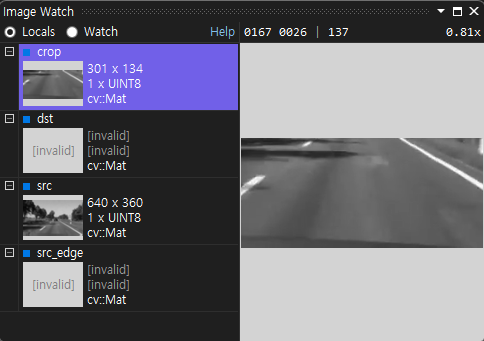 Image Watch
Locals Watch Help
0167 0026 | 137 0.81x
crop
301 x 134
1 x UINT8
cv::Mat
dst
[invalid]
[invalid]
[invalid]
cv::Mat
src
640 x 360
1 x UINT8
cv::Mat
src_edge
[invalid]
[invalid]
[invalid]
cv::Mat